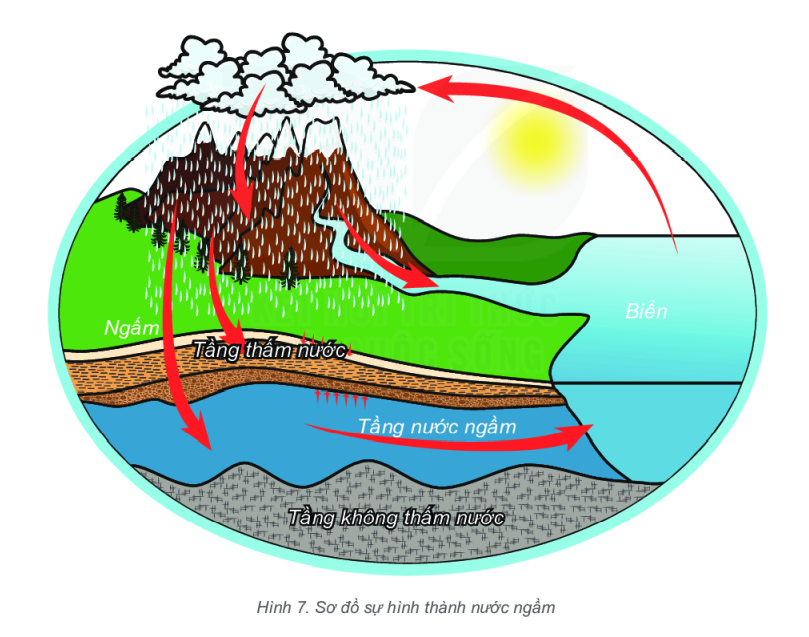 Ngấm
Biển
Tầng thấm nước
Tầng nước ngầm
Tầng không thấm nước
Hình 7. Sơ đồ sự hình thành nước ngầm